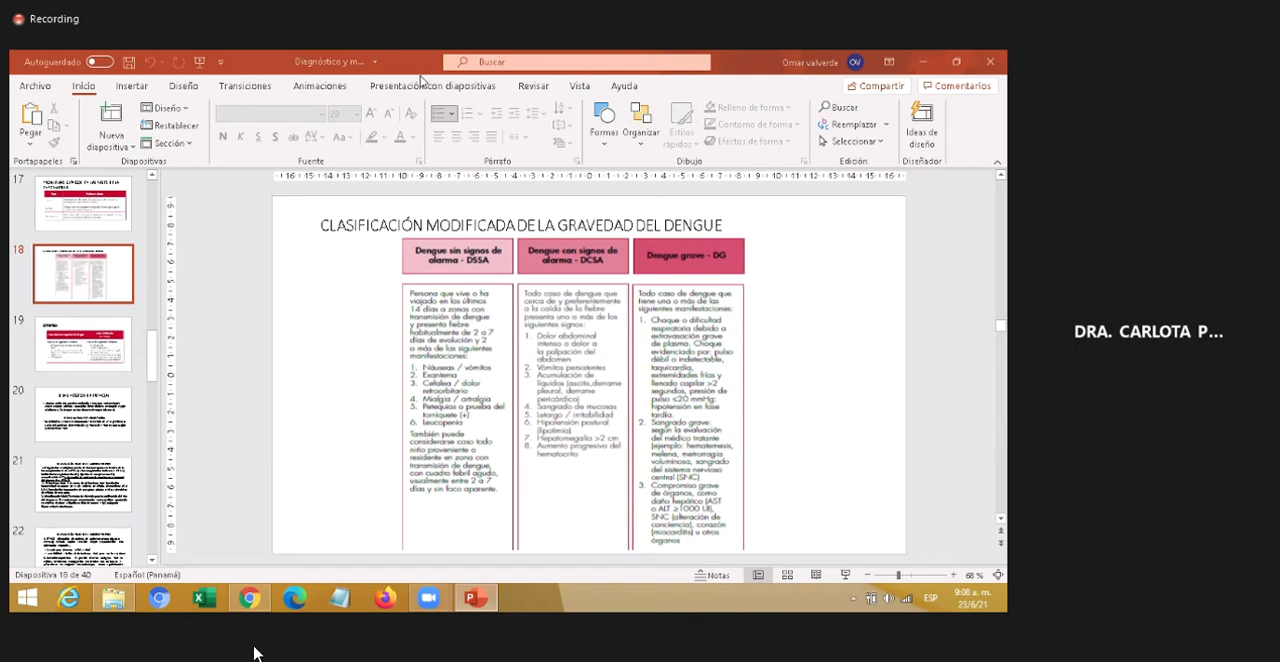 Recording
Autoguardado
Diagnóstico y m...
Buscar
Omar valverde
OV
Archivo Inicio Insertar Diseño Transiciones Animaciones Presentación con diapositivas Revisar Vista Ayuda
Compartir Comentarios
Pegar
Nueva diapositiva
Diseño
Restablecer
Sección
28
Formas Organizar Estilos rápidos
Relleno de forma
Contorno de forma
Efectos de forma
Buscar
Reemplazar
Seleccionar
Ideas de diseño
Portapapeles Diapositivas Fuente Párrafo Dibujo Edición Diseñador
17
18
19
20
21
22
CLASIFICACIÓN MODIFICADA DE LA GRAVEDAD DEL DENGUE
Dengue sin signos de
alarma - DSSA
Persona que vive o ha
viajado en los últimos
14 días a zonas con
transmisión de dengue
y presenta fiebre
habitualmente de 2 a 7
días de evolución y 2
o más de las siguientes
manifestaciones:
1. Náuseas / vómitos
2. Exantema
3. Cefalea / dolor
retroorbitario
4. Mialgia / artralgia
5. Petequias o prueba del
torniquete (+)
6. Leucopenia
También puede
considerarse caso todo
niño proveniente o
residente en zona con
transmisión de dengue,
con cuadro febril agudo,
usualmente entre 2 a 7
días y sin foco aparente.
Dengue con signos de
alarma - DCSA
Todo caso de dengue que
cerca de y preferentemente
a la caída de la fiebre
presenta uno o más de los
siguientes signos:
1. Dolor abdominal
intenso o dolor a
la palpación del
abdomen
2. Vómitos persistentes
3. Acumulación de
líquidos (ascitis,derrame
pleural, derrame
pericárdico)
4. Sangrado de mucosas
5. Letargo / irritabilidad
6. Hipotensión postural
(lipotimia)
7. Hepatomegalia >2 cm
8. Aumento progresivo del
hematocrito
Dengue grave - DG
Todo caso de dengue que
tiene una o más de las
siguientes manifestaciones:
1. Choque o dificultad
respiratoria debido a
extravasación grave
de plasma. Choque
evidenciado por: pulso
débil o indetectable,
taquicardia,
extremidades frías y
llenado capilar >2
segundos, presión de
pulso ≤20 mmHg:
hipotensión en fase
tardía.
2. Sangrado grave:
según la evaluación
del médico tratante
(ejemplo: hematemesis,
melena, metrorragia
voluminosa, sangrado
del sistema nervioso
central (SNC)
3. Compromiso grave
de órganos, como
daño hepático (AST
o ALT ≥1000 UI),
SNC (alteración de
conciencia), corazón
(miocarditis) u otros
órganos
DRA. CARLOTA P...
Diapositiva 18 de 40 Español (Panamá)
Notas
68 %
ESP
9:08 a. m.
23/6/21